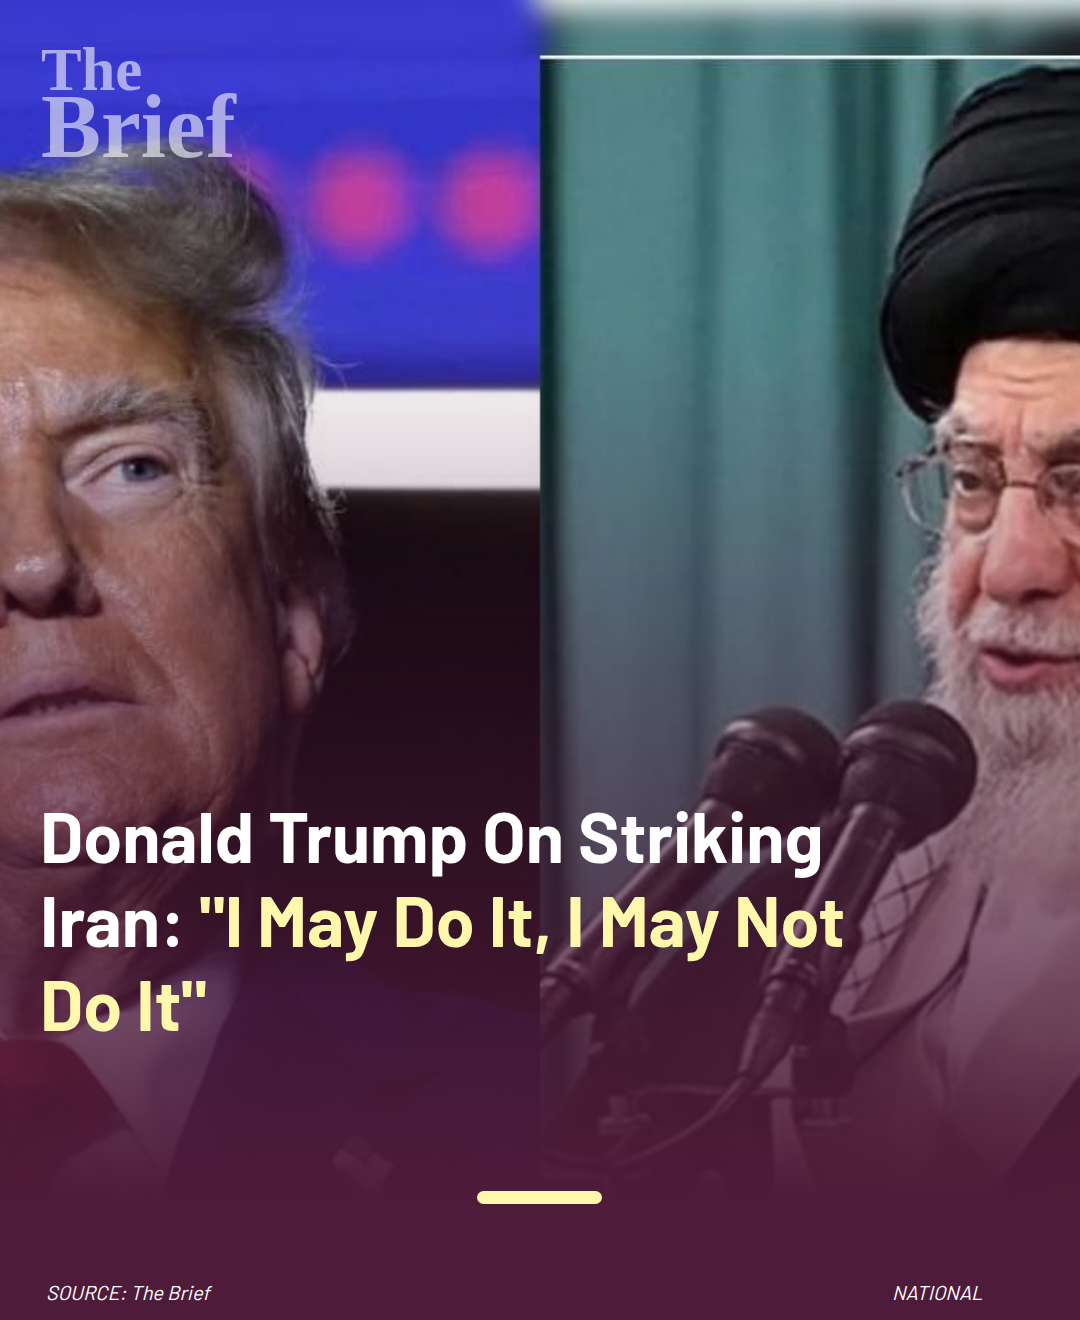 The
Brief
Donald Trump On Striking
Iran: "I May Do It, I May Not
Do It"
SOURCE: The Brief
NATIONAL